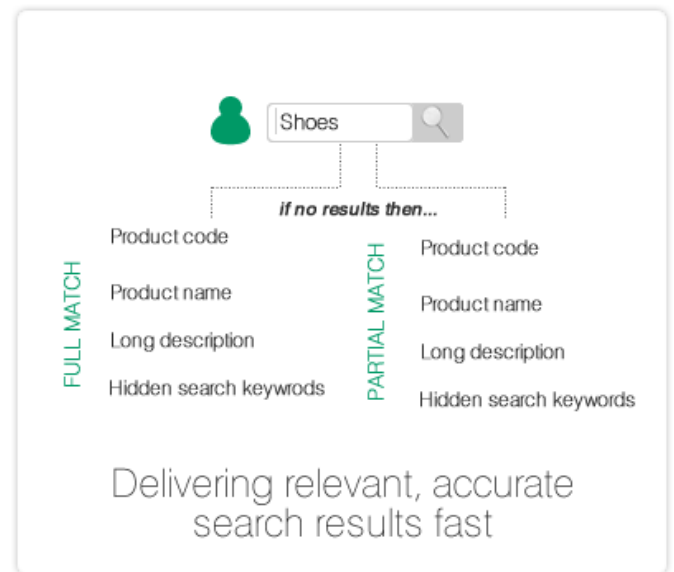 Shoes
if no results then...
FULL MATCH
Product code
Product name
Long description
Hidden search keywrods
PARTIAL MATCH
Product code
Product name
Long description
Hidden search keywords
Delivering relevant, accurate
search results fast